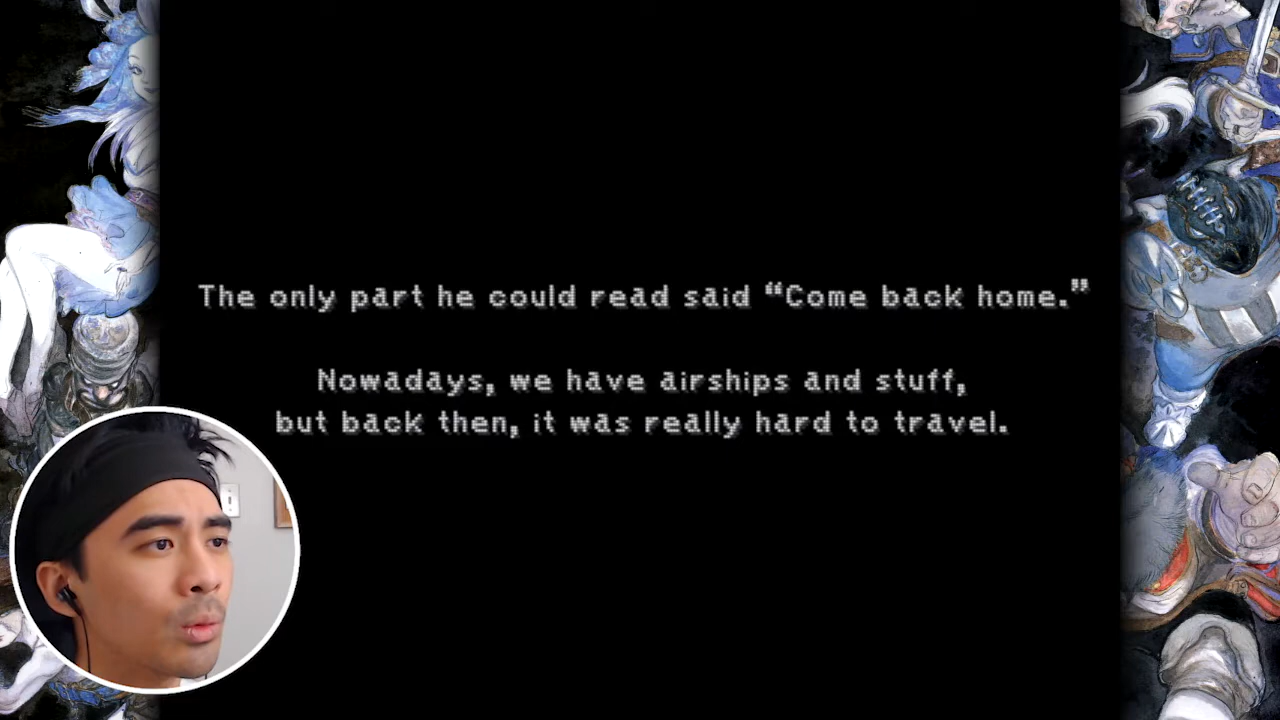 The only part he could read said “Come back home.”
Nowadays, we have airships and stuff,
but back then, it was really hard to travel.